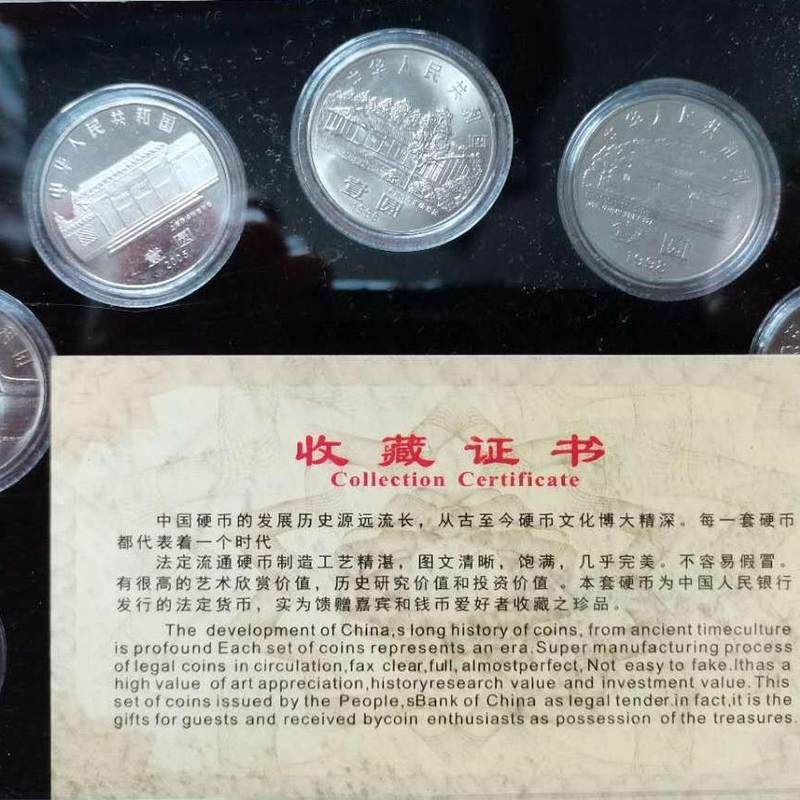 中华人民共和国
壹圆
2005
中华人民共和国
壹圆
中华人民共和国
圆
1998
收藏证书
Collection Certificate
中国硬币的发展历史源远流长，从古至今硬币文化博大精深。每一套硬币
都代表着一个时代
法定流通硬币制造工艺精湛，图文清晰，饱满，几乎完美。不容易假冒。
有很高的艺术欣赏价值，历史研究价值和投资价值 。本套硬币为中国人民银行
发行的法定货币，实为馈赠嘉宾和钱币爱好者收藏之珍品。
The development of China,s long history of coins, from ancient timeculture
is profound Each set of coins represents an era.Super manufacturing process
of legal coins in circulation,fax clear,full, almostperfect, Not easy to fake.Ithas a
high value of art appreciation,historyresearch value and investment value.This
set of coins issued by the People,sBank of China as legal tender.in fact,it is the
gifts for guests and received bycoin enthusiasts as possession of the treasures.